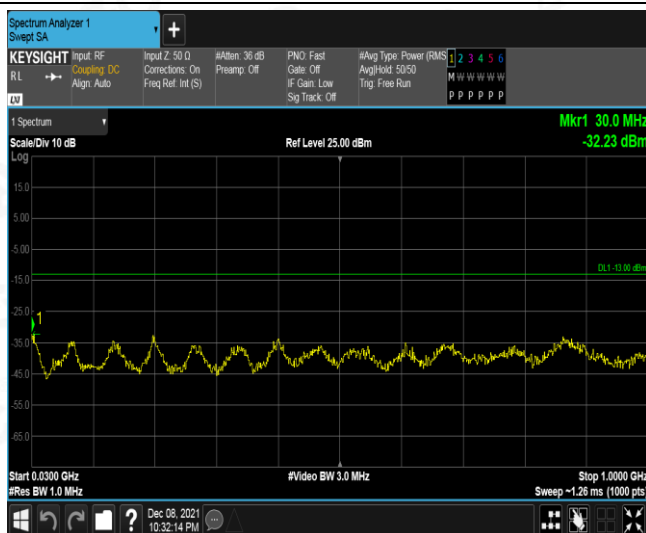 Spectrum Analyzer 1
Swept SA
+
KEYSIGHT
RL
LXI
Input: RF
Coupling: DC
Align: Auto
Input Z: 50 Ω
Corrections: On
Freq Ref: Int (S)
#Atten: 36 dB
Preamp: Off
PNO: Fast
Gate: Off
IF Gain: Low
Sig Track: Off
#Avg Type: Power (RMS
Avg|Hold: 50/50
Trig: Free Run
1 2 3 4 5 6
M W W W W W
P P P P P P
1 Spectrum
Mkr1 30.0 MHz
Scale/Div 10 dB
Ref Level 25.00 dBm
-32.23 dBm
Log
15.0
5.00
-5.00
DL1 -13.00 dBm
-15.0
-25.0
1
-35.0
-45.0
-55.0
-65.0
Start 0.0300 GHz
#Video BW 3.0 MHz
Stop 1.0000 GHz
#Res BW 1.0 MHz
Sweep ~1.26 ms (1000 pts)
?
Dec 08, 2021
10:32:14 PM